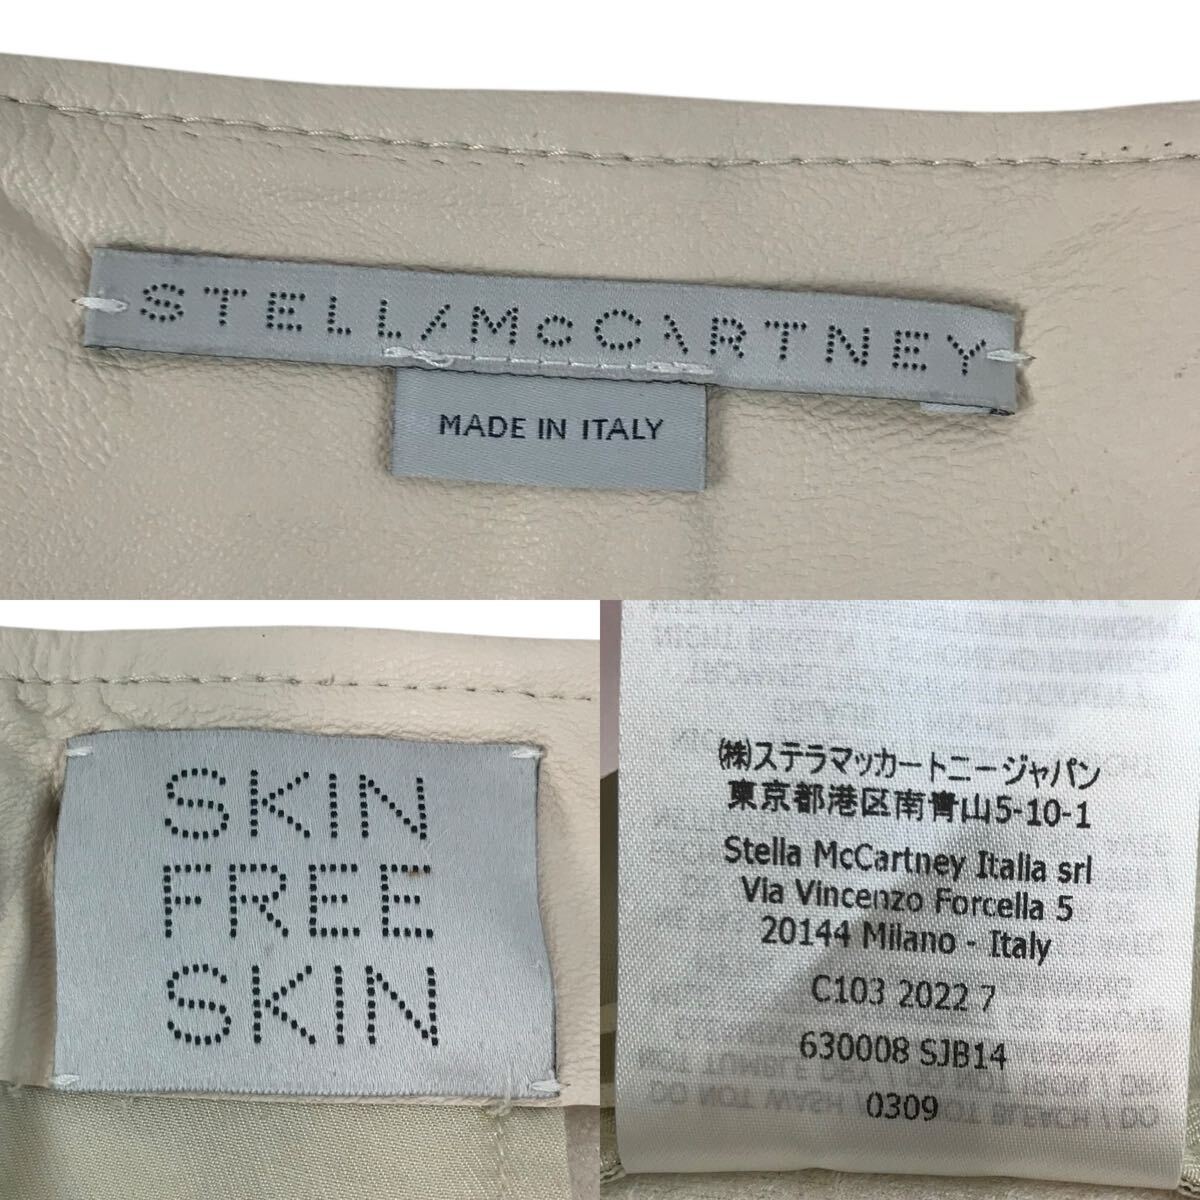 STELLA McCARTNEY
MADE IN ITALY
SKIN
FREE
SKIN
㈱ステラマッカートニージャパン
東京都港区南青山5-10-1
Stella McCartney Italia srl
Via Vincenzo Forcella 5
20144 Milano - Italy
C103 2022 7
630008 SJB14
0309